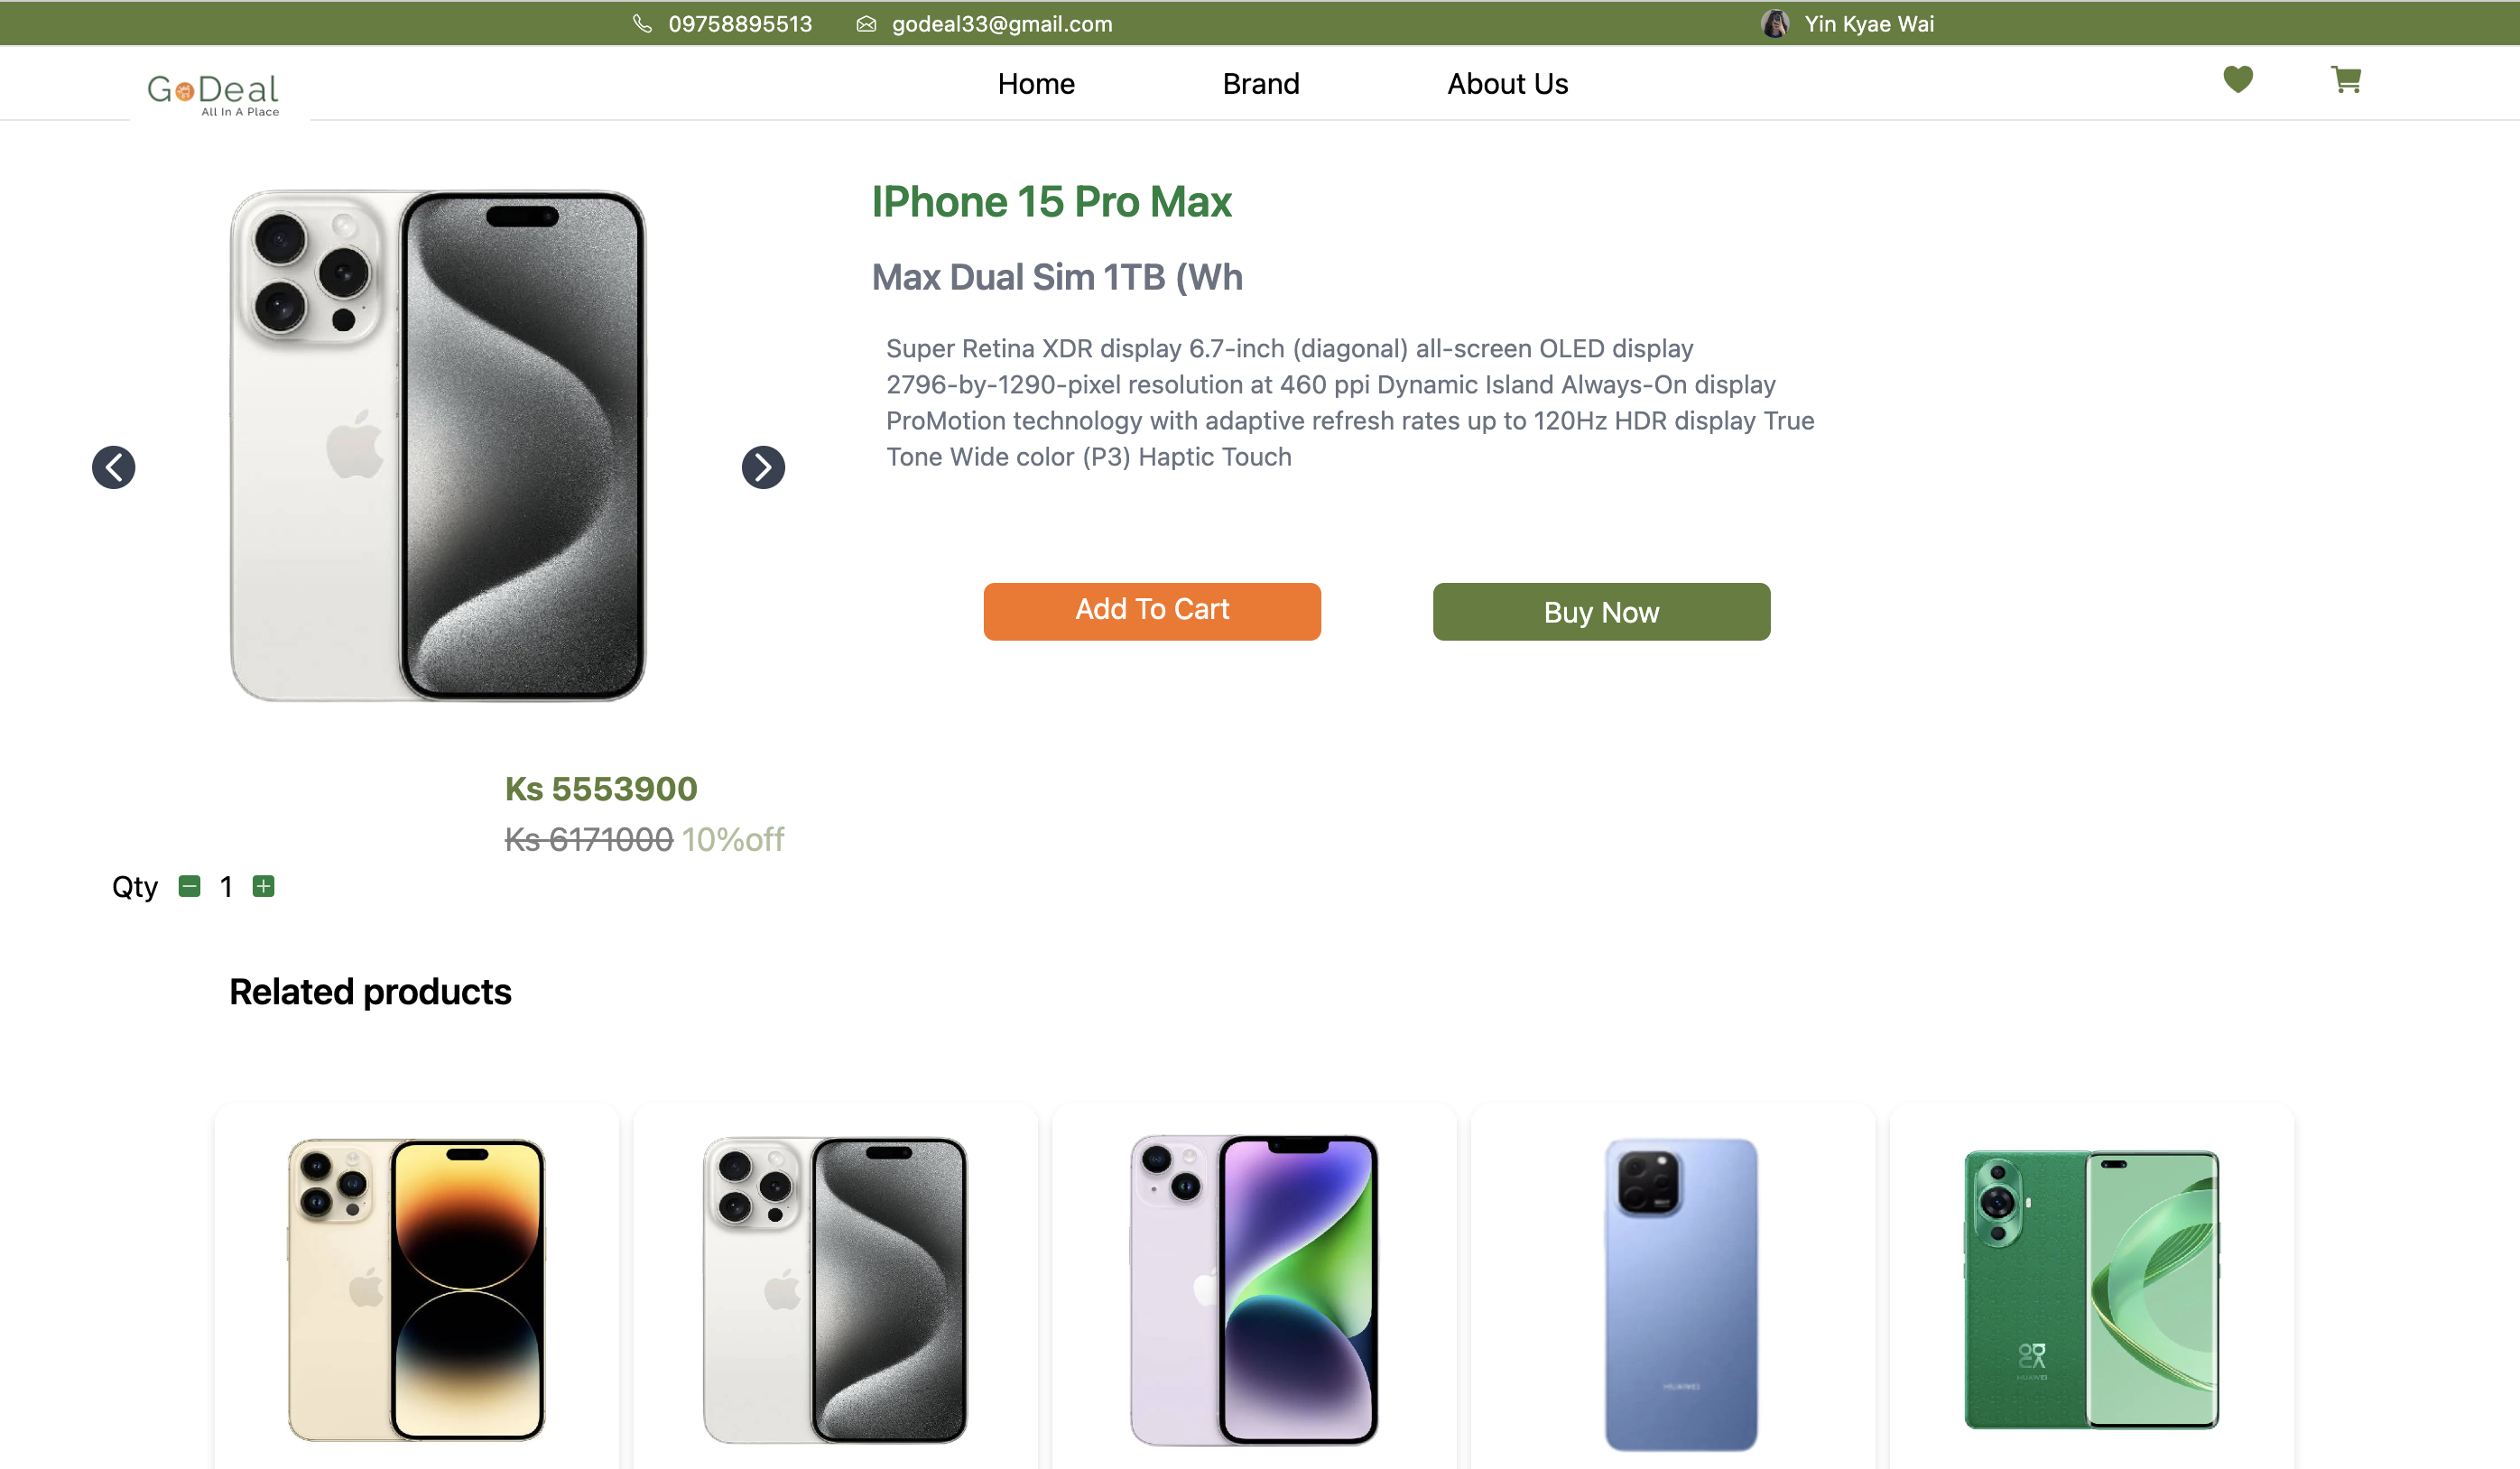 09758895513 godeal33@gmail.com Yin Kyae Wai
GoDeal
All In A Place
Home Brand About Us
IPhone 15 Pro Max
Max Dual Sim 1TB (Wh
Super Retina XDR display 6.7-inch (diagonal) all-screen OLED display
2796-by-1290-pixel resolution at 460 ppi Dynamic Island Always-On display
ProMotion technology with adaptive refresh rates up to 120Hz HDR display True
Tone Wide color (P3) Haptic Touch
Add To Cart Buy Now
Ks 5553900
Ks 6171000 10%off
Qty 1
Related products
HUAWEI
HUAWEI